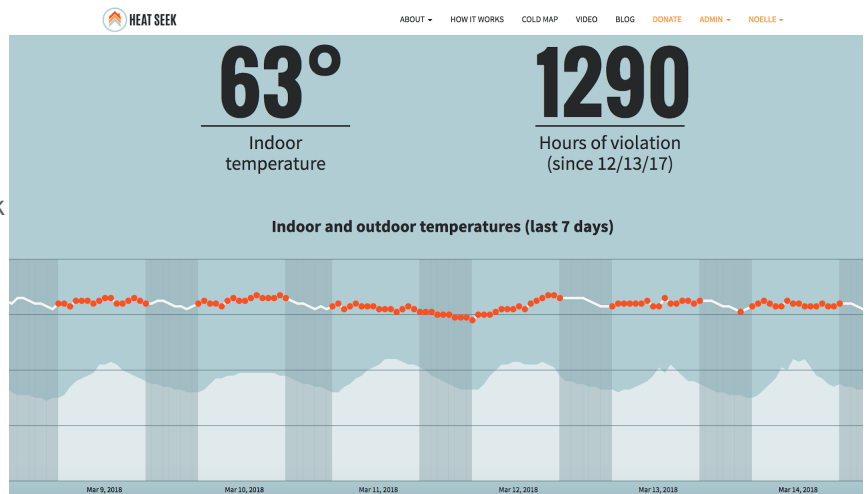 HEAT SEEK
ABOUT HOW IT WORKS COLD MAP VIDEO BLOG DONATE ADMIN NOELLE
63° 1290
Indoor
temperature
Hours of violation
(since 12/13/17)
Indoor and outdoor temperatures (last 7 days)
Mar 9, 2018 Mar 10, 2018 Mar 11, 2018 Mar 12, 2018 Mar 13, 2018 Mar 14, 2018